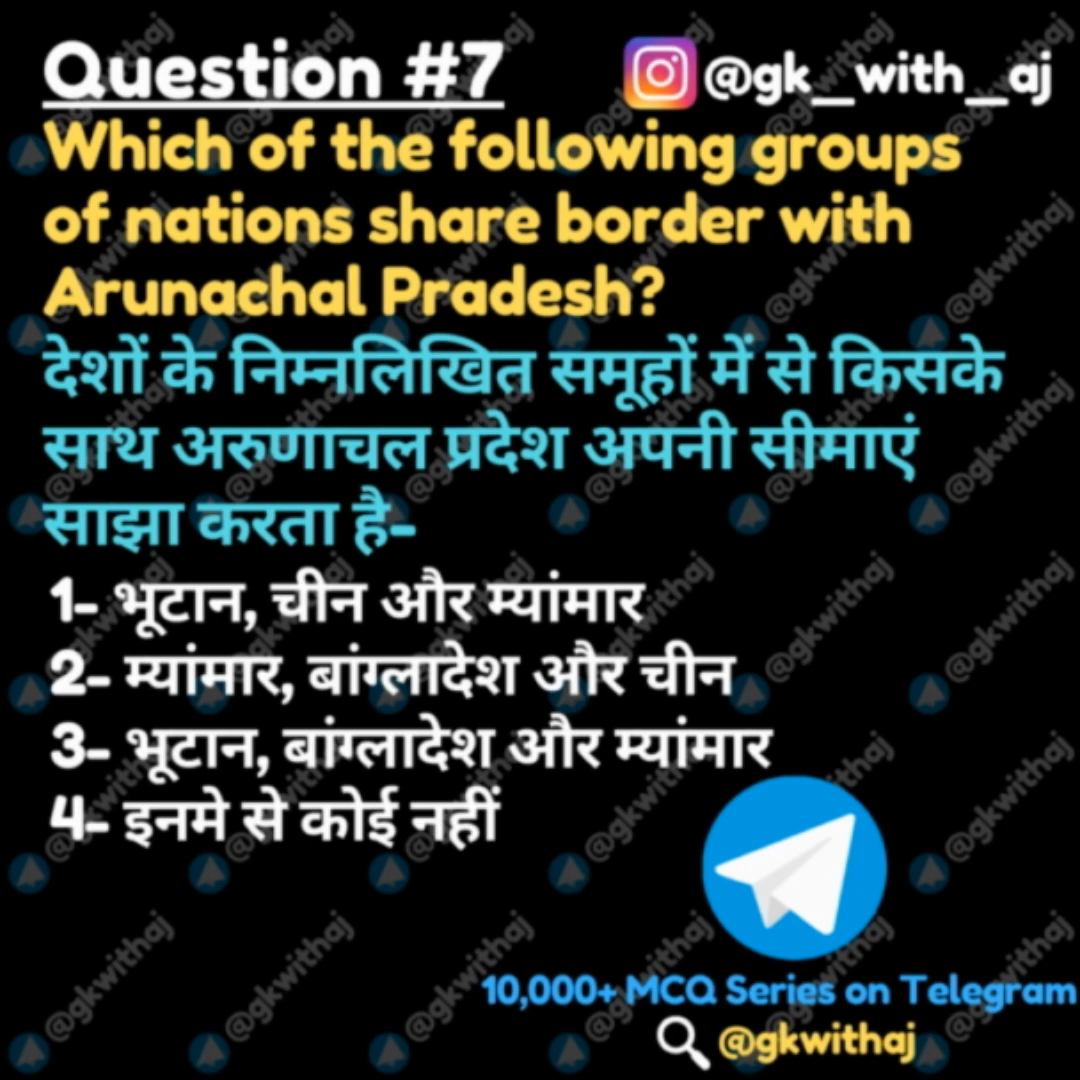 Question #7
@gk__with__aj
Which of the following groups
of nations share border with
Arunachal Pradesh?
देशों के निम्नलिखित समूहों में से किसके
साथ अरुणाचल प्रदेश अपनी सीमाएं
साझा करता है-
1- भूटान, चीन और म्यांमार
2- म्यांमार, बांग्लादेश और चीन
3- भूटान, बांग्लादेश और म्यांमार
4- इनमे से कोई नहीं
10,000+ MCQ Series on Telegram
@gkwithaj